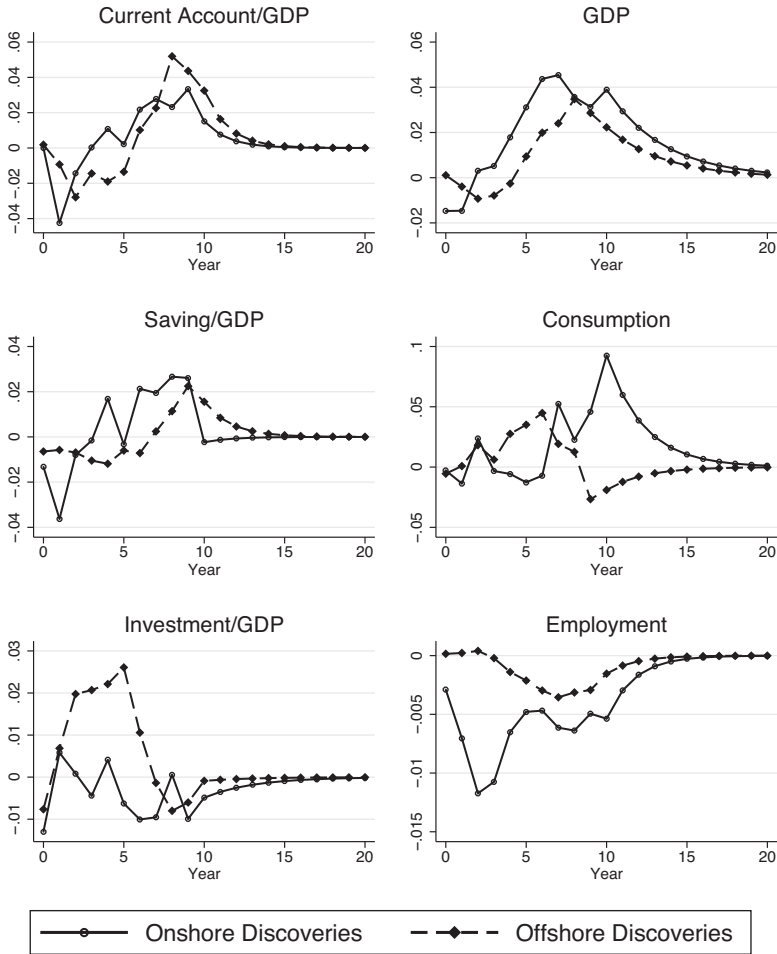 Current Account/GDP
.06
.04
.02
0
-.02
-.04
0 5 10 15 20
Year
GDP
.06
.04
.02
0
-.02
0 5 10 15 20
Year
Saving/GDP
.04
.02
0
-.02
-.04
0 5 10 15 20
Year
Consumption
.1
.05
0
-.05
0 5 10 15 20
Year
Investment/GDP
.03
.02
.01
0
-.01
0 5 10 15 20
Year
Employment
0
-.005
-.01
-.015
0 5 10 15 20
Year
Onshore Discoveries
Offshore Discoveries